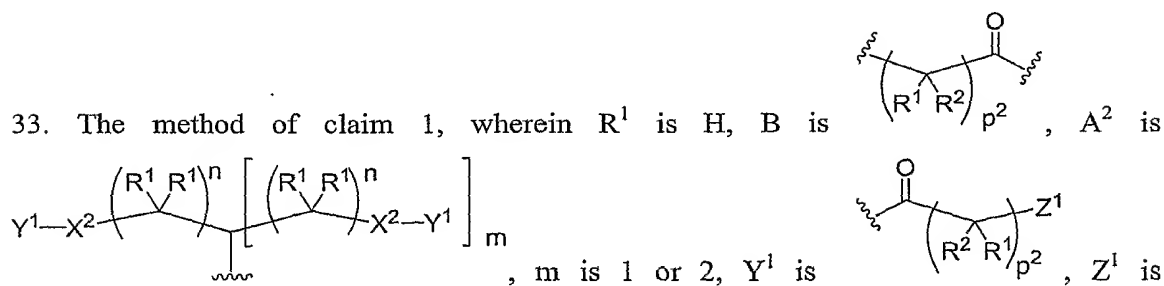 O
( R¹ R² ) p²
33. The method of claim 1, wherein R¹ is H, B is , A² is
( R¹ R¹ )ⁿ [ ( R¹ R¹ )ⁿ
Y¹—X² X²—Y¹ ] m
O
( R² R¹ ) p² Z¹
, m is 1 or 2, Y¹ is , Z¹ is